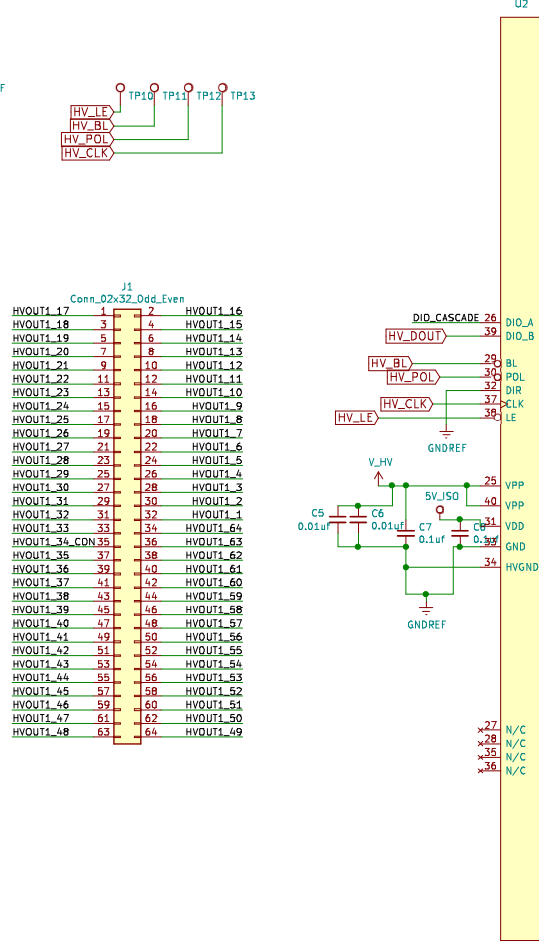 U2
F
TP10 TP11 TP12 TP13
HV_LE
HV_BL
HV_POL
HV_CLK
J1
Conn_02x32_Odd_Even
HVOUT1_17 1 2 HVOUT1_16
HVOUT1_18 3 4 HVOUT1_15
HVOUT1_19 5 6 HVOUT1_14
HVOUT1_20 7 8 HVOUT1_13
HVOUT1_21 9 10 HVOUT1_12
HVOUT1_22 11 12 HVOUT1_11
HVOUT1_23 13 14 HVOUT1_10
HVOUT1_24 15 16 HVOUT1_9
HVOUT1_25 17 18 HVOUT1_8
HVOUT1_26 19 20 HVOUT1_7
HVOUT1_27 21 22 HVOUT1_6
HVOUT1_28 23 24 HVOUT1_5
HVOUT1_29 25 26 HVOUT1_4
HVOUT1_30 27 28 HVOUT1_3
HVOUT1_31 29 30 HVOUT1_2
HVOUT1_32 31 32 HVOUT1_1
HVOUT1_33 33 34 HVOUT1_64
HVOUT1_34_CON 35 36 HVOUT1_63
HVOUT1_35 37 38 HVOUT1_62
HVOUT1_36 39 40 HVOUT1_61
HVOUT1_37 41 42 HVOUT1_60
HVOUT1_38 43 44 HVOUT1_59
HVOUT1_39 45 46 HVOUT1_58
HVOUT1_40 47 48 HVOUT1_57
HVOUT1_41 49 50 HVOUT1_56
HVOUT1_42 51 52 HVOUT1_55
HVOUT1_43 53 54 HVOUT1_54
HVOUT1_44 55 56 HVOUT1_53
HVOUT1_45 57 58 HVOUT1_52
HVOUT1_46 59 60 HVOUT1_51
HVOUT1_47 61 62 HVOUT1_50
HVOUT1_48 63 64 HVOUT1_49
DIO_CASCADE 26 DIO_A
HV_DOUT 39 DIO_B
HV_BL 29 BL
HV_POL 30 POL
32 DIR
HV_CLK 37 CLK
HV_LE 38 LE
GNDREF
V_HV
25 VPP
5V_ISO
40 VPP
C5 0.01uf
C6 0.01uf
C7 0.1uf
31 VDD
33 GND
34 HVGND
GNDREF
27 N/C
28 N/C
35 N/C
36 N/C